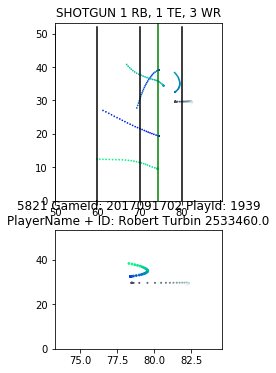 SHOTGUN 1 RB, 1 TE, 3 WR
50
40
30
20
10
0
50 60 70 80
5821 GameId: 2017091702 PlayId: 1939
PlayerName + ID: Robert Turbin 2533460.0
40
20
0
75.0 77.5 80.0 82.5